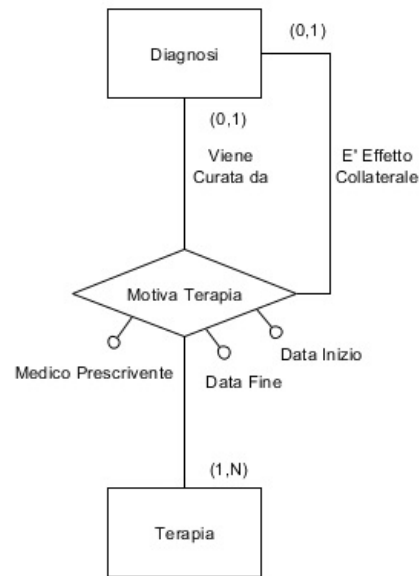 Diagnosi
(0,1)
(0,1)
Viene
Curata da
E' Effetto
Collaterale
Motiva Terapia
Medico Prescrivente
Data Fine
Data Inizio
(1,N)
Terapia